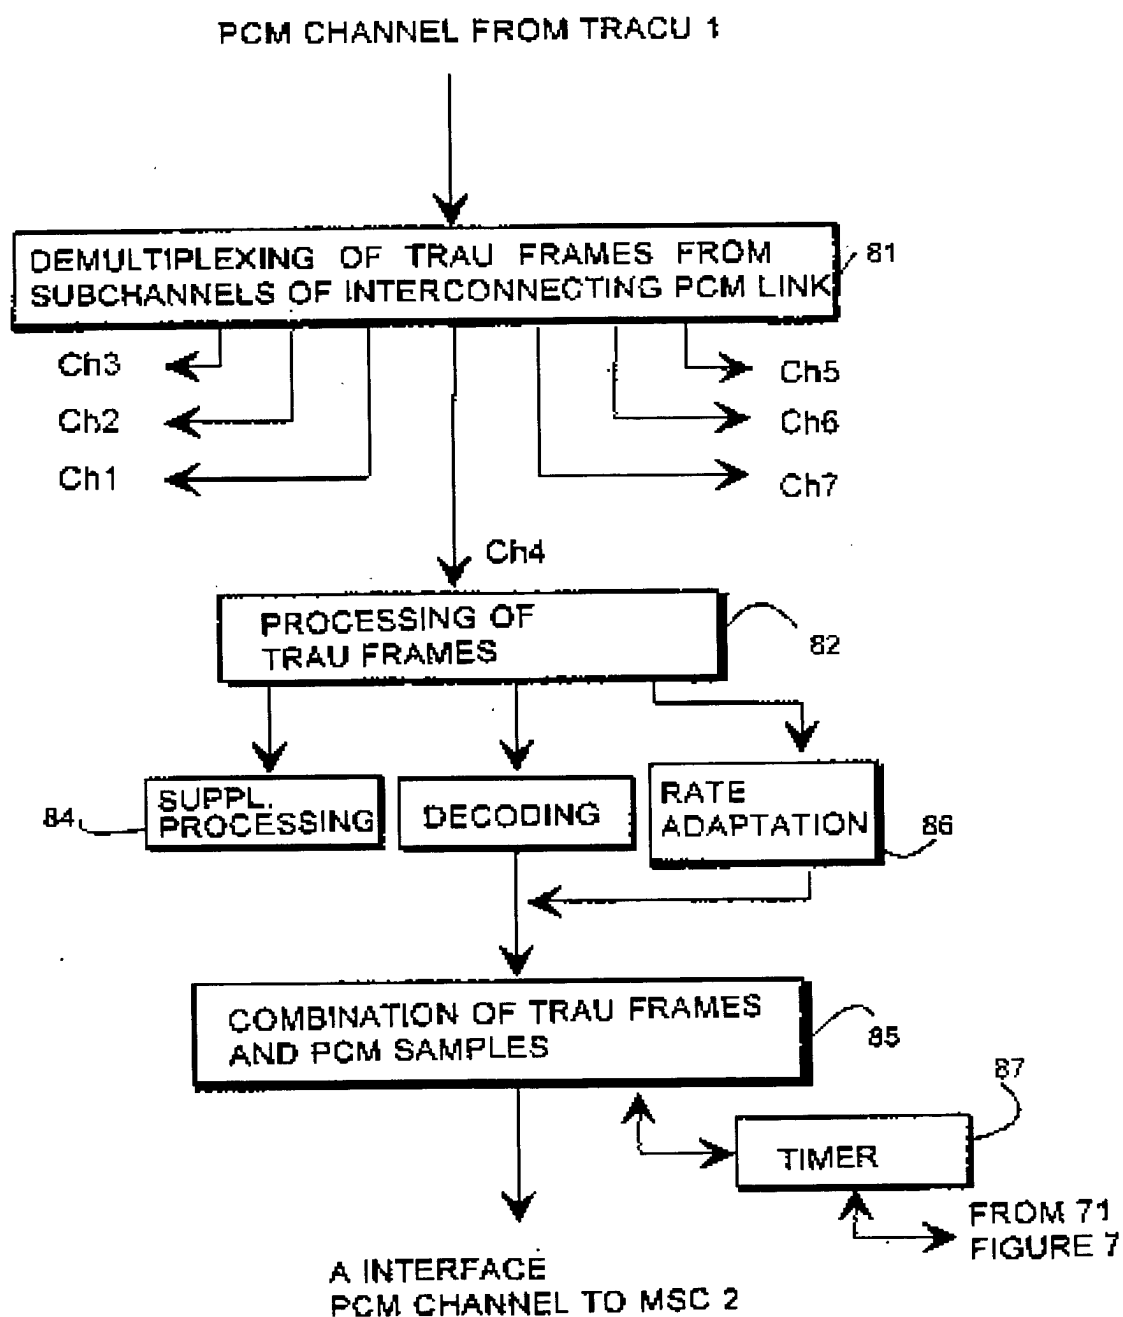 PCM CHANNEL FROM TRACU 1
DEMULTIPLEXING OF TRAU FRAMES FROM
SUBCHANNELS OF INTERCONNECTING PCM LINK
81
Ch3
Ch5
Ch2
Ch6
Ch1
Ch7
Ch4
PROCESSING OF
TRAU FRAMES
82
SUPPL.
PROCESSING
84
DECODING
RATE
ADAPTATION
86
COMBINATION OF TRAU FRAMES
AND PCM SAMPLES
85
87
TIMER
FROM 71
FIGURE 7
A INTERFACE
PCM CHANNEL TO MSC 2